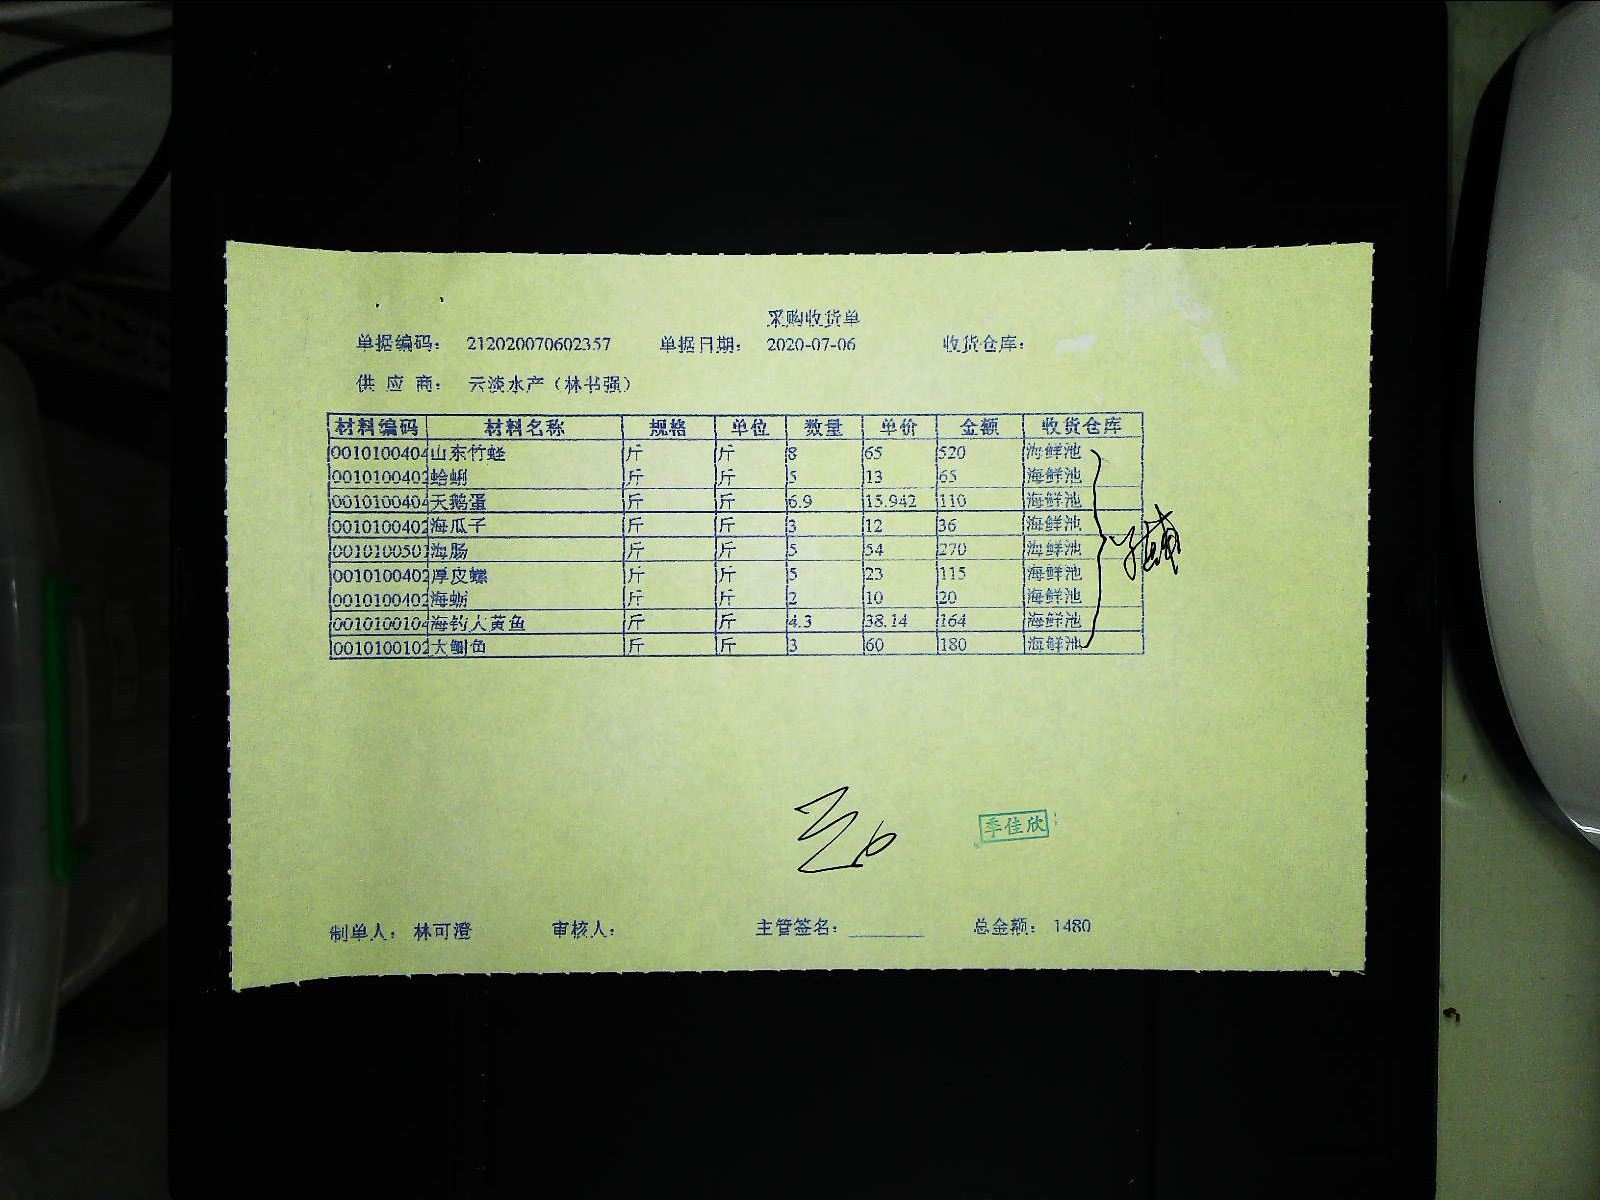 采购收货单
单据编码： 212020070602357 单据日期： 2020-07-06 收货仓库：
供 应 商： 云淡水产（林书强）
材料编码 材料名称 规格 单位 数量 单价 金额 收货仓库
0010100404 山东竹蛏 斤 斤 8 65 520 海鲜池
0010100402 蛤蜊 斤 斤 5 13 65 海鲜池
0010100404 天鹅蛋 斤 斤 6.9 15.942 110 海鲜池
0010100402 海瓜子 斤 斤 3 12 36 海鲜池
0010100501 海肠 斤 斤 5 54 270 海鲜池
0010100402 厚皮螺 斤 斤 5 23 115 海鲜池
0010100402 海蛎 斤 斤 2 10 20 海鲜池
0010100104 海钓大黄鱼 斤 斤 4.3 38.14 164 海鲜池
0010100102 大鲷鱼 斤 斤 3 60 180 海鲜池
季佳欣
制单人： 林可澄 审核人： 主管签名： 总金额： 1480